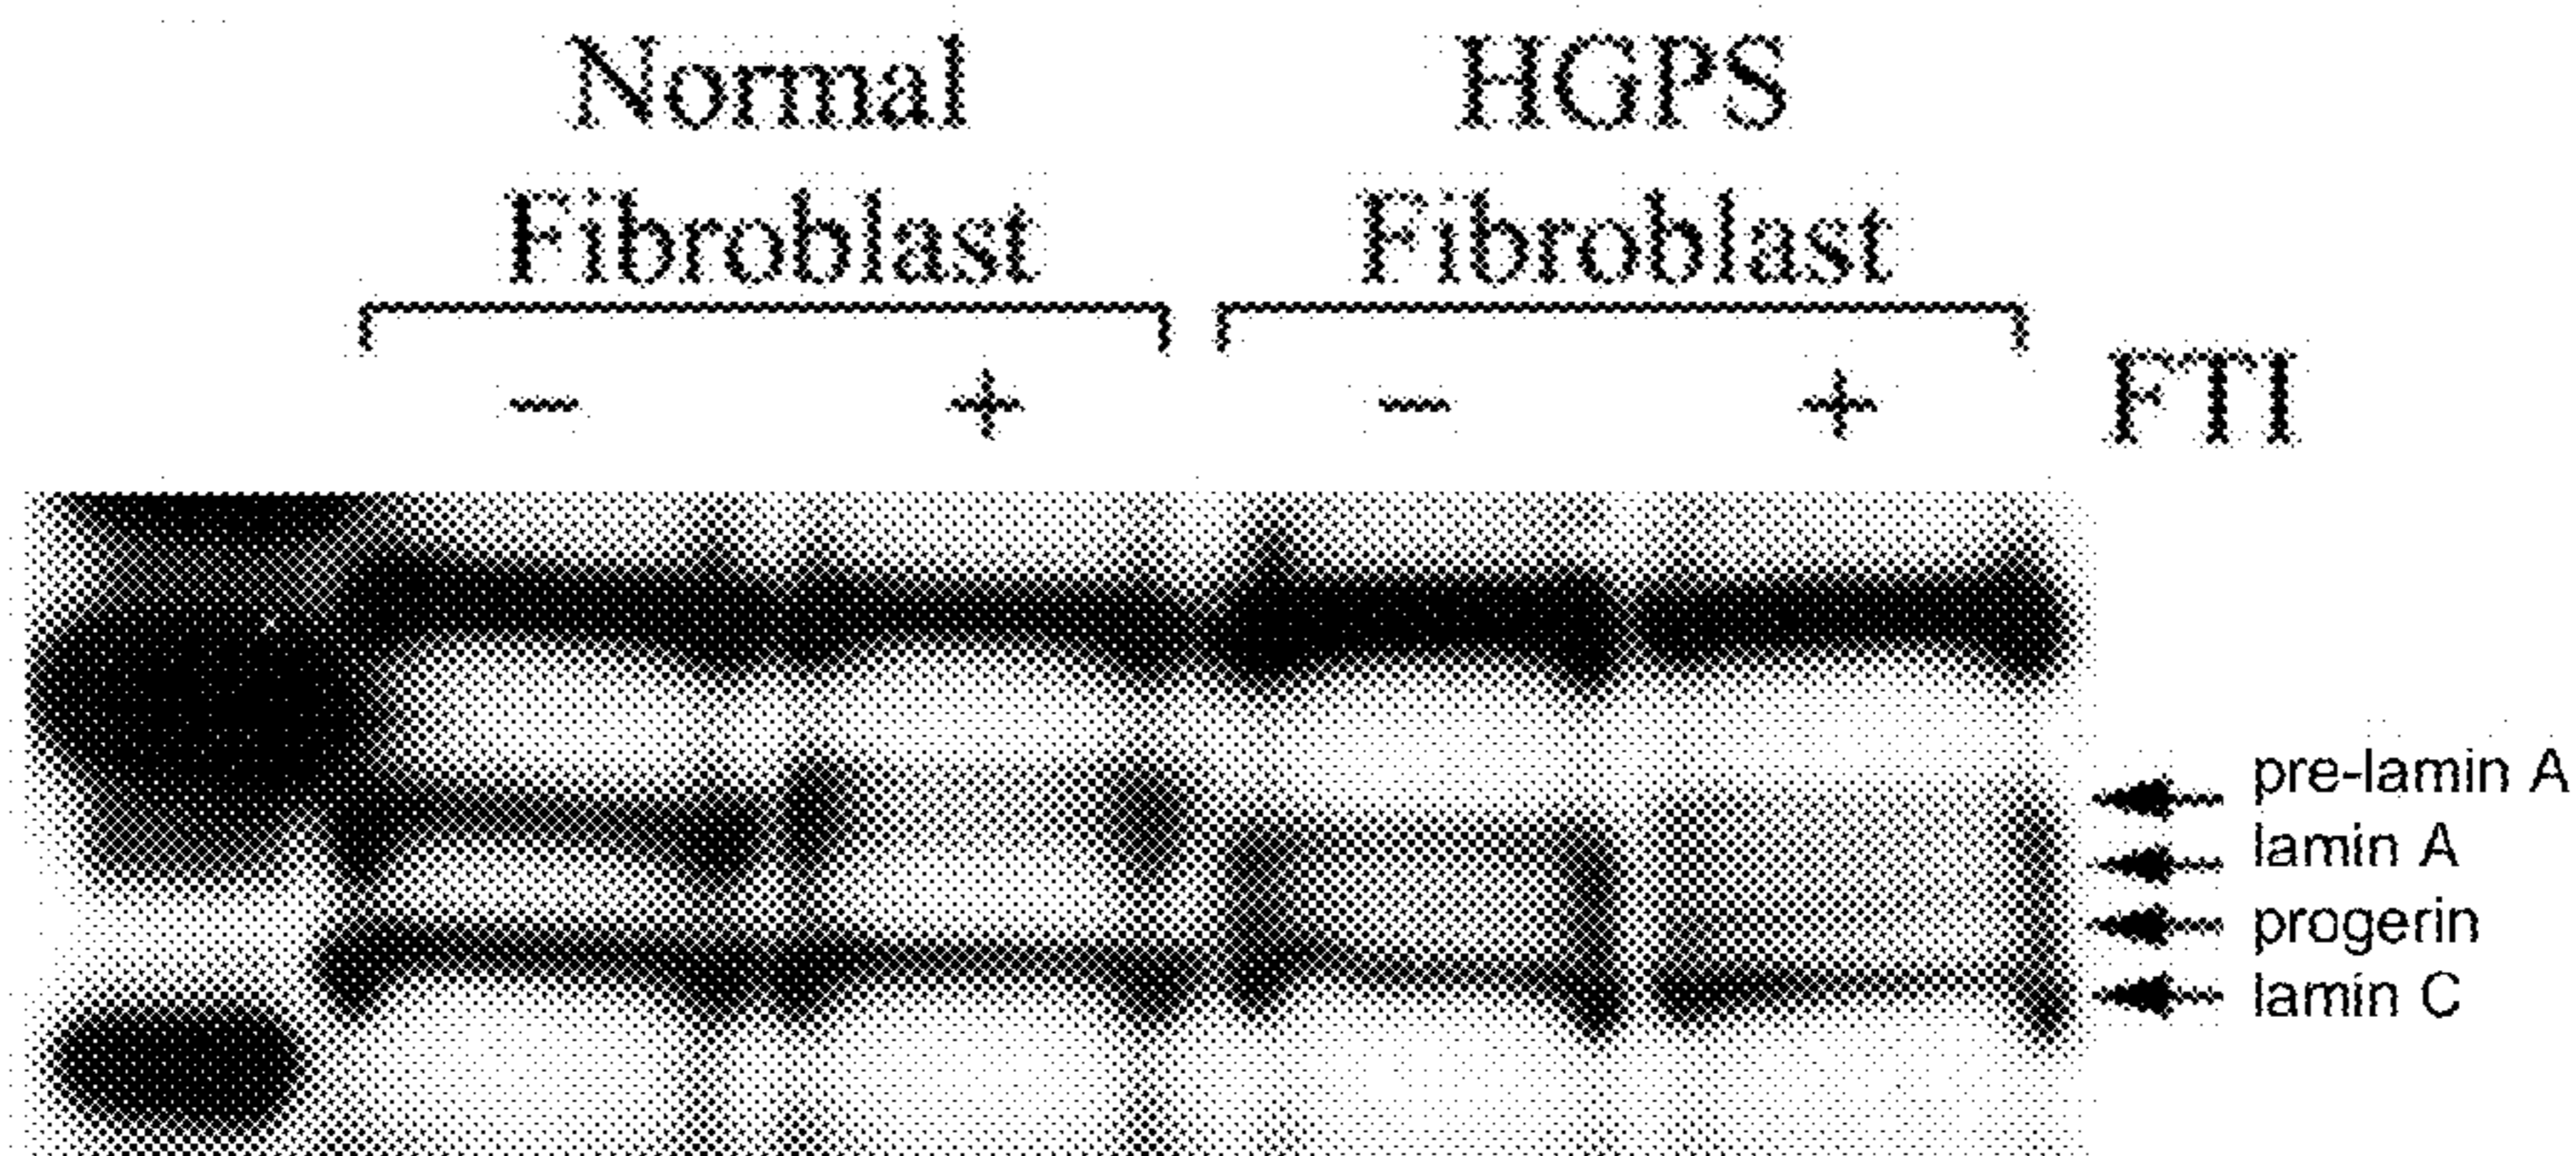 Normal HGPS
Fibroblast Fibroblast
− + − + FTI
pre-lamin A
lamin A
progerin
lamin C